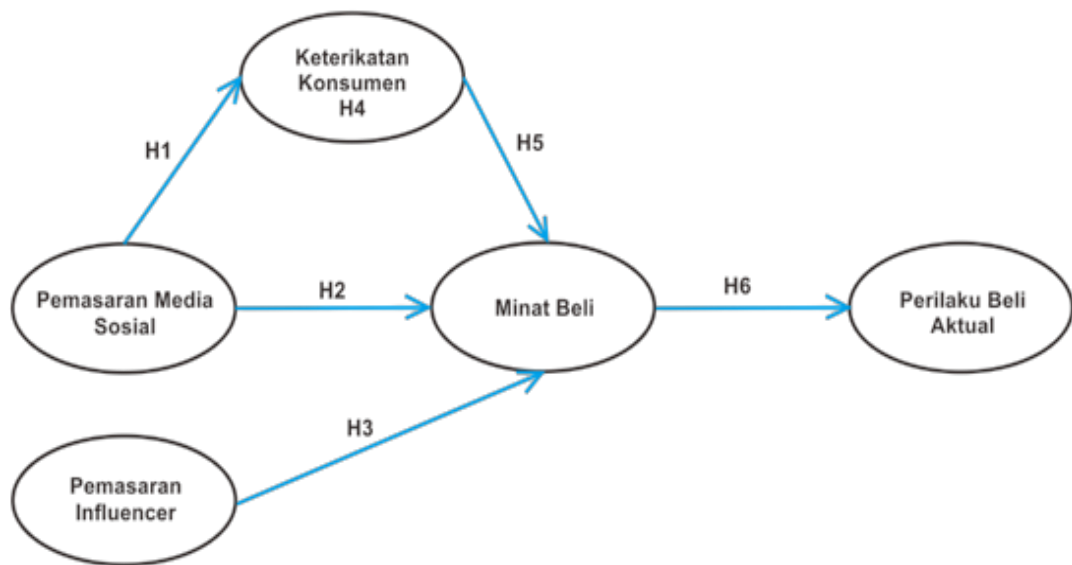 Keterikatan
Konsumen
H4
H1
H5
Pemasaran Media
Sosial
H2
Minat Beli
H6
Perilaku Beli
Aktual
H3
Pemasaran
Influencer